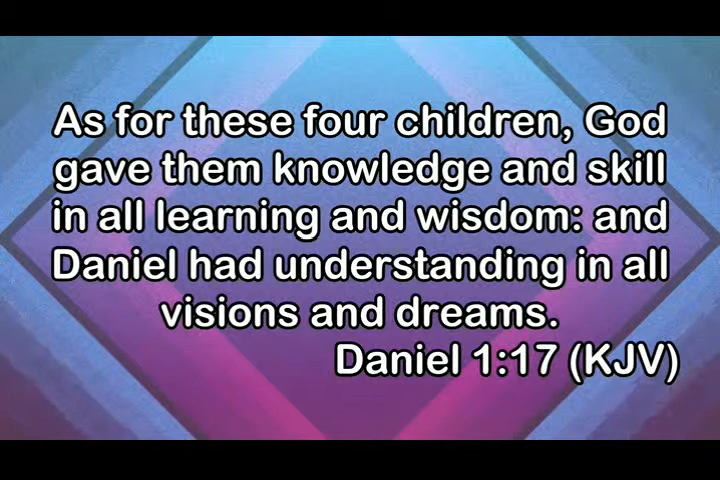 As for these four children, God
gave them knowledge and skill
in all learning and wisdom: and
Daniel had understanding in all
visions and dreams.
Daniel 1:17 (KJV)